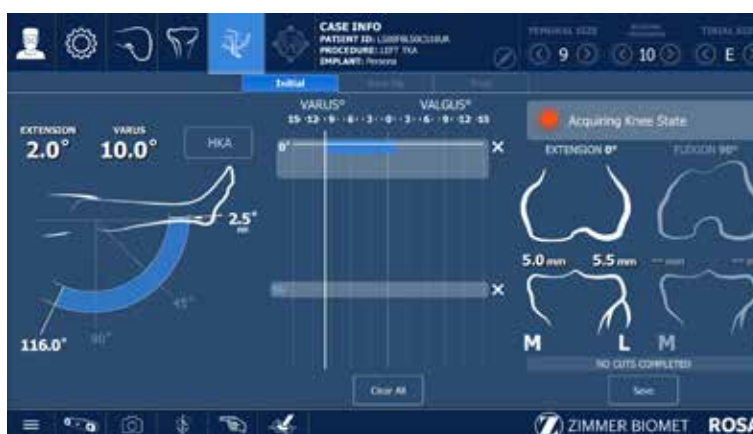 CASE INFO
PROCEDURE: LEFT TKA
IMPLANT: Persona
9
10
E
Initial
VARUS° VALGUS°
15 ·12· 9· ·6· ·3· ·0· ·3· ·6· ·9 ·12 ·15
EXTENSION
2.0°
VARUS
10.0°
HKA
0°
Acquiring Knee State
EXTENSION 0°
FLEXION 90°
2.5°
5.0 mm 5.5 mm
45°
90°
116.0°
M L M
NO CUTS COMPLETED
Clear All
Save
ZIMMER BIOMET ROSA